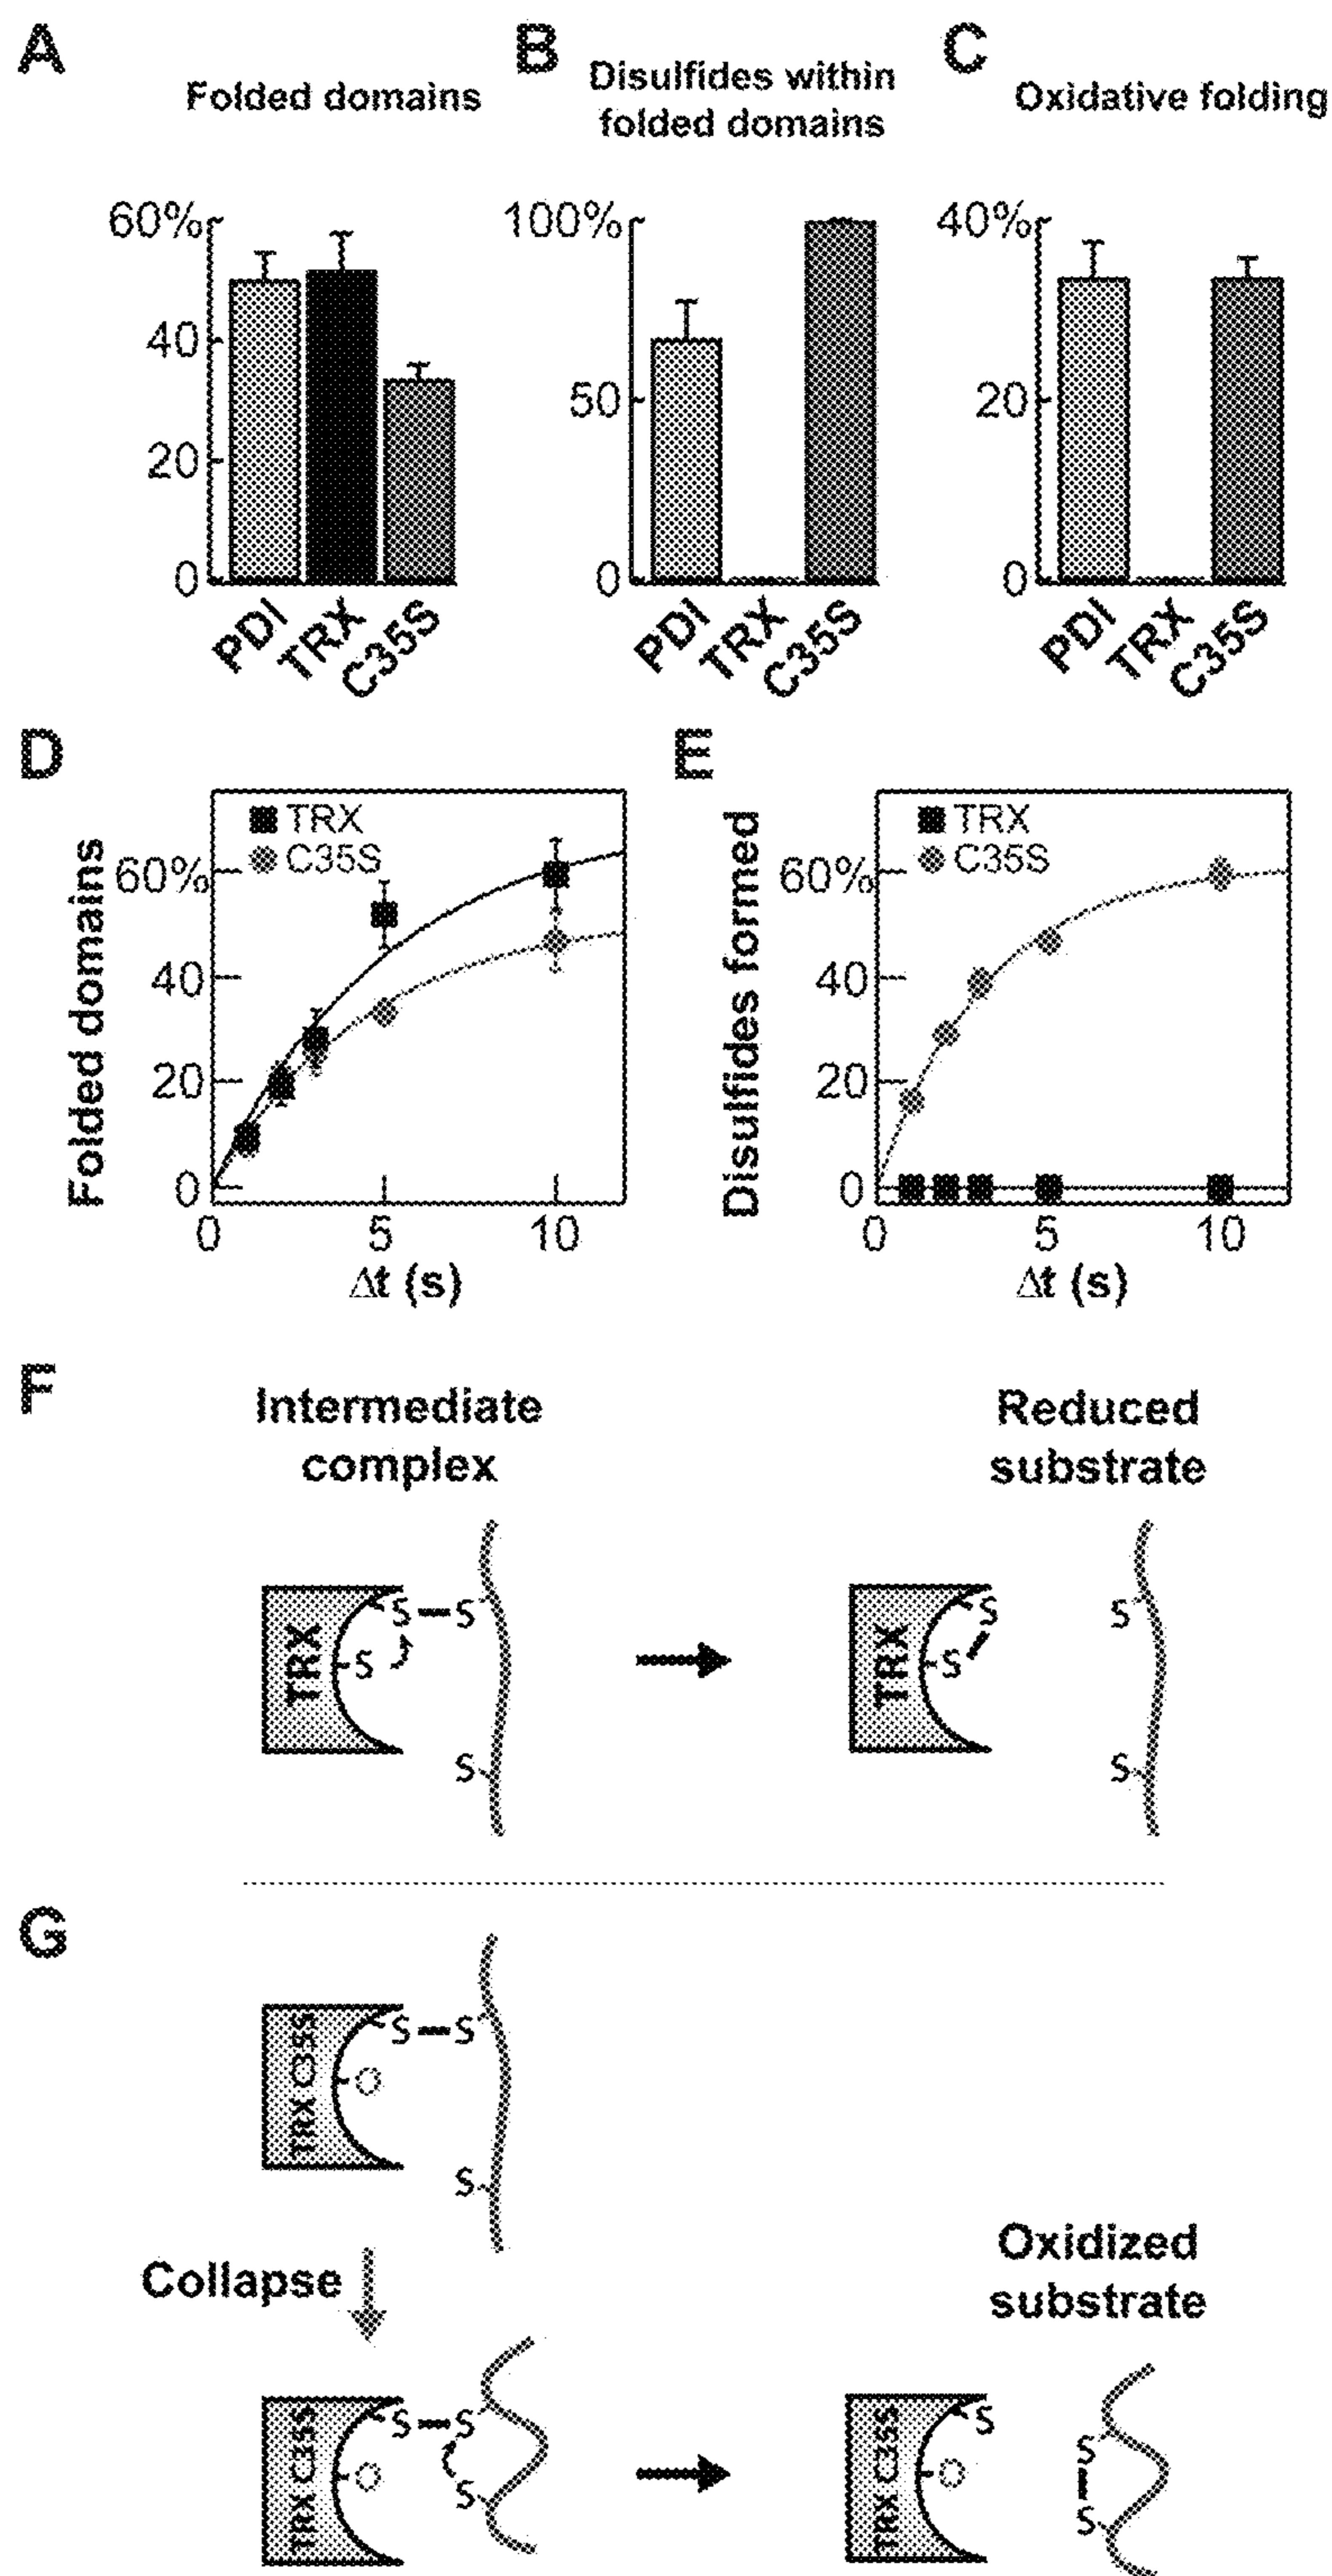 A
Folded domains
60%
40
20
0
PDI
TRX
C35S
B
Disulfides within
folded domains
100%
50
0
PDI
TRX
C35S
C
Oxidative folding
40%
20
0
PDI
TRX
C35S
D
Folded domains
TRX
C35S
60%
40
20
0
0
5
10
Δt (s)
E
Disulfides formed
TRX
C35S
60%
40
20
0
0
5
10
Δt (s)
F
Intermediate
complex
Reduced
substrate
TRX
S
S
S
S
TRX
S
S
S
S
G
TRX C35S
S
S
S
Collapse
Oxidized
substrate
TRX C35S
S
S
S
TRX C35S
S
S
S